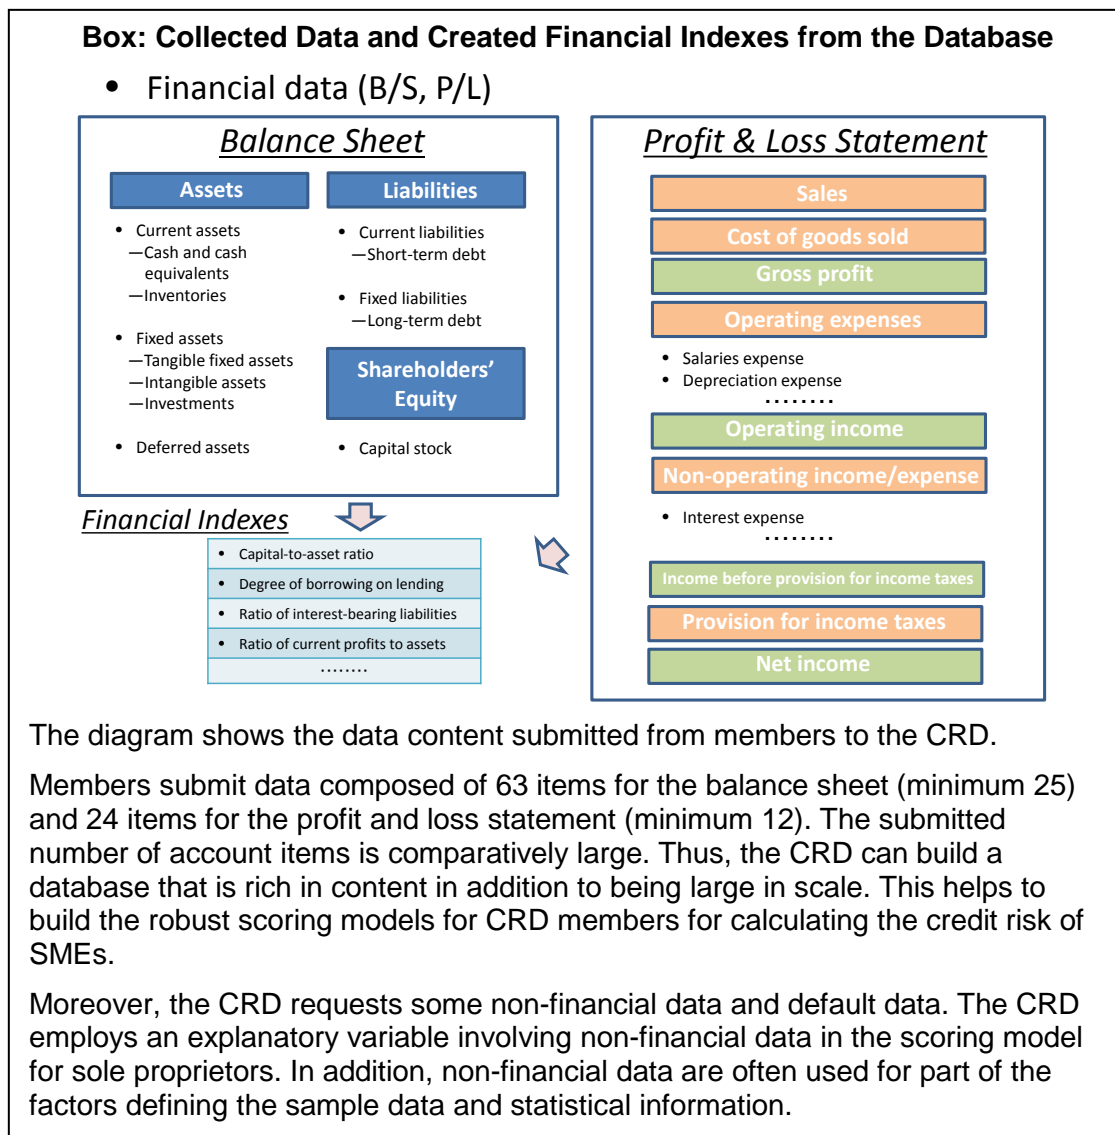 Box: Collected Data and Created Financial Indexes from the Database
• Financial data (B/S, P/L)
Balance Sheet
Assets
• Current assets
—Cash and cash
equivalents
—Inventories
• Fixed assets
—Tangible fixed assets
—Intangible assets
—Investments
• Deferred assets
Liabilities
• Current liabilities
—Short-term debt
• Fixed liabilities
—Long-term debt
Shareholders'
Equity
• Capital stock
Financial Indexes
• Capital-to-asset ratio
• Degree of borrowing on lending
• Ratio of interest-bearing liabilities
• Ratio of current profits to assets
........
Profit & Loss Statement
Sales
Cost of goods sold
Gross profit
Operating expenses
• Salaries expense
• Depreciation expense
........
Operating income
Non-operating income/expense
• Interest expense
........
Income before provision for income taxes
Provision for income taxes
Net income
The diagram shows the data content submitted from members to the CRD.
Members submit data composed of 63 items for the balance sheet (minimum 25)
and 24 items for the profit and loss statement (minimum 12). The submitted
number of account items is comparatively large. Thus, the CRD can build a
database that is rich in content in addition to being large in scale. This helps to
build the robust scoring models for CRD members for calculating the credit risk of
SMEs.
Moreover, the CRD requests some non-financial data and default data. The CRD
employs an explanatory variable involving non-financial data in the scoring model
for sole proprietors. In addition, non-financial data are often used for part of the
factors defining the sample data and statistical information.